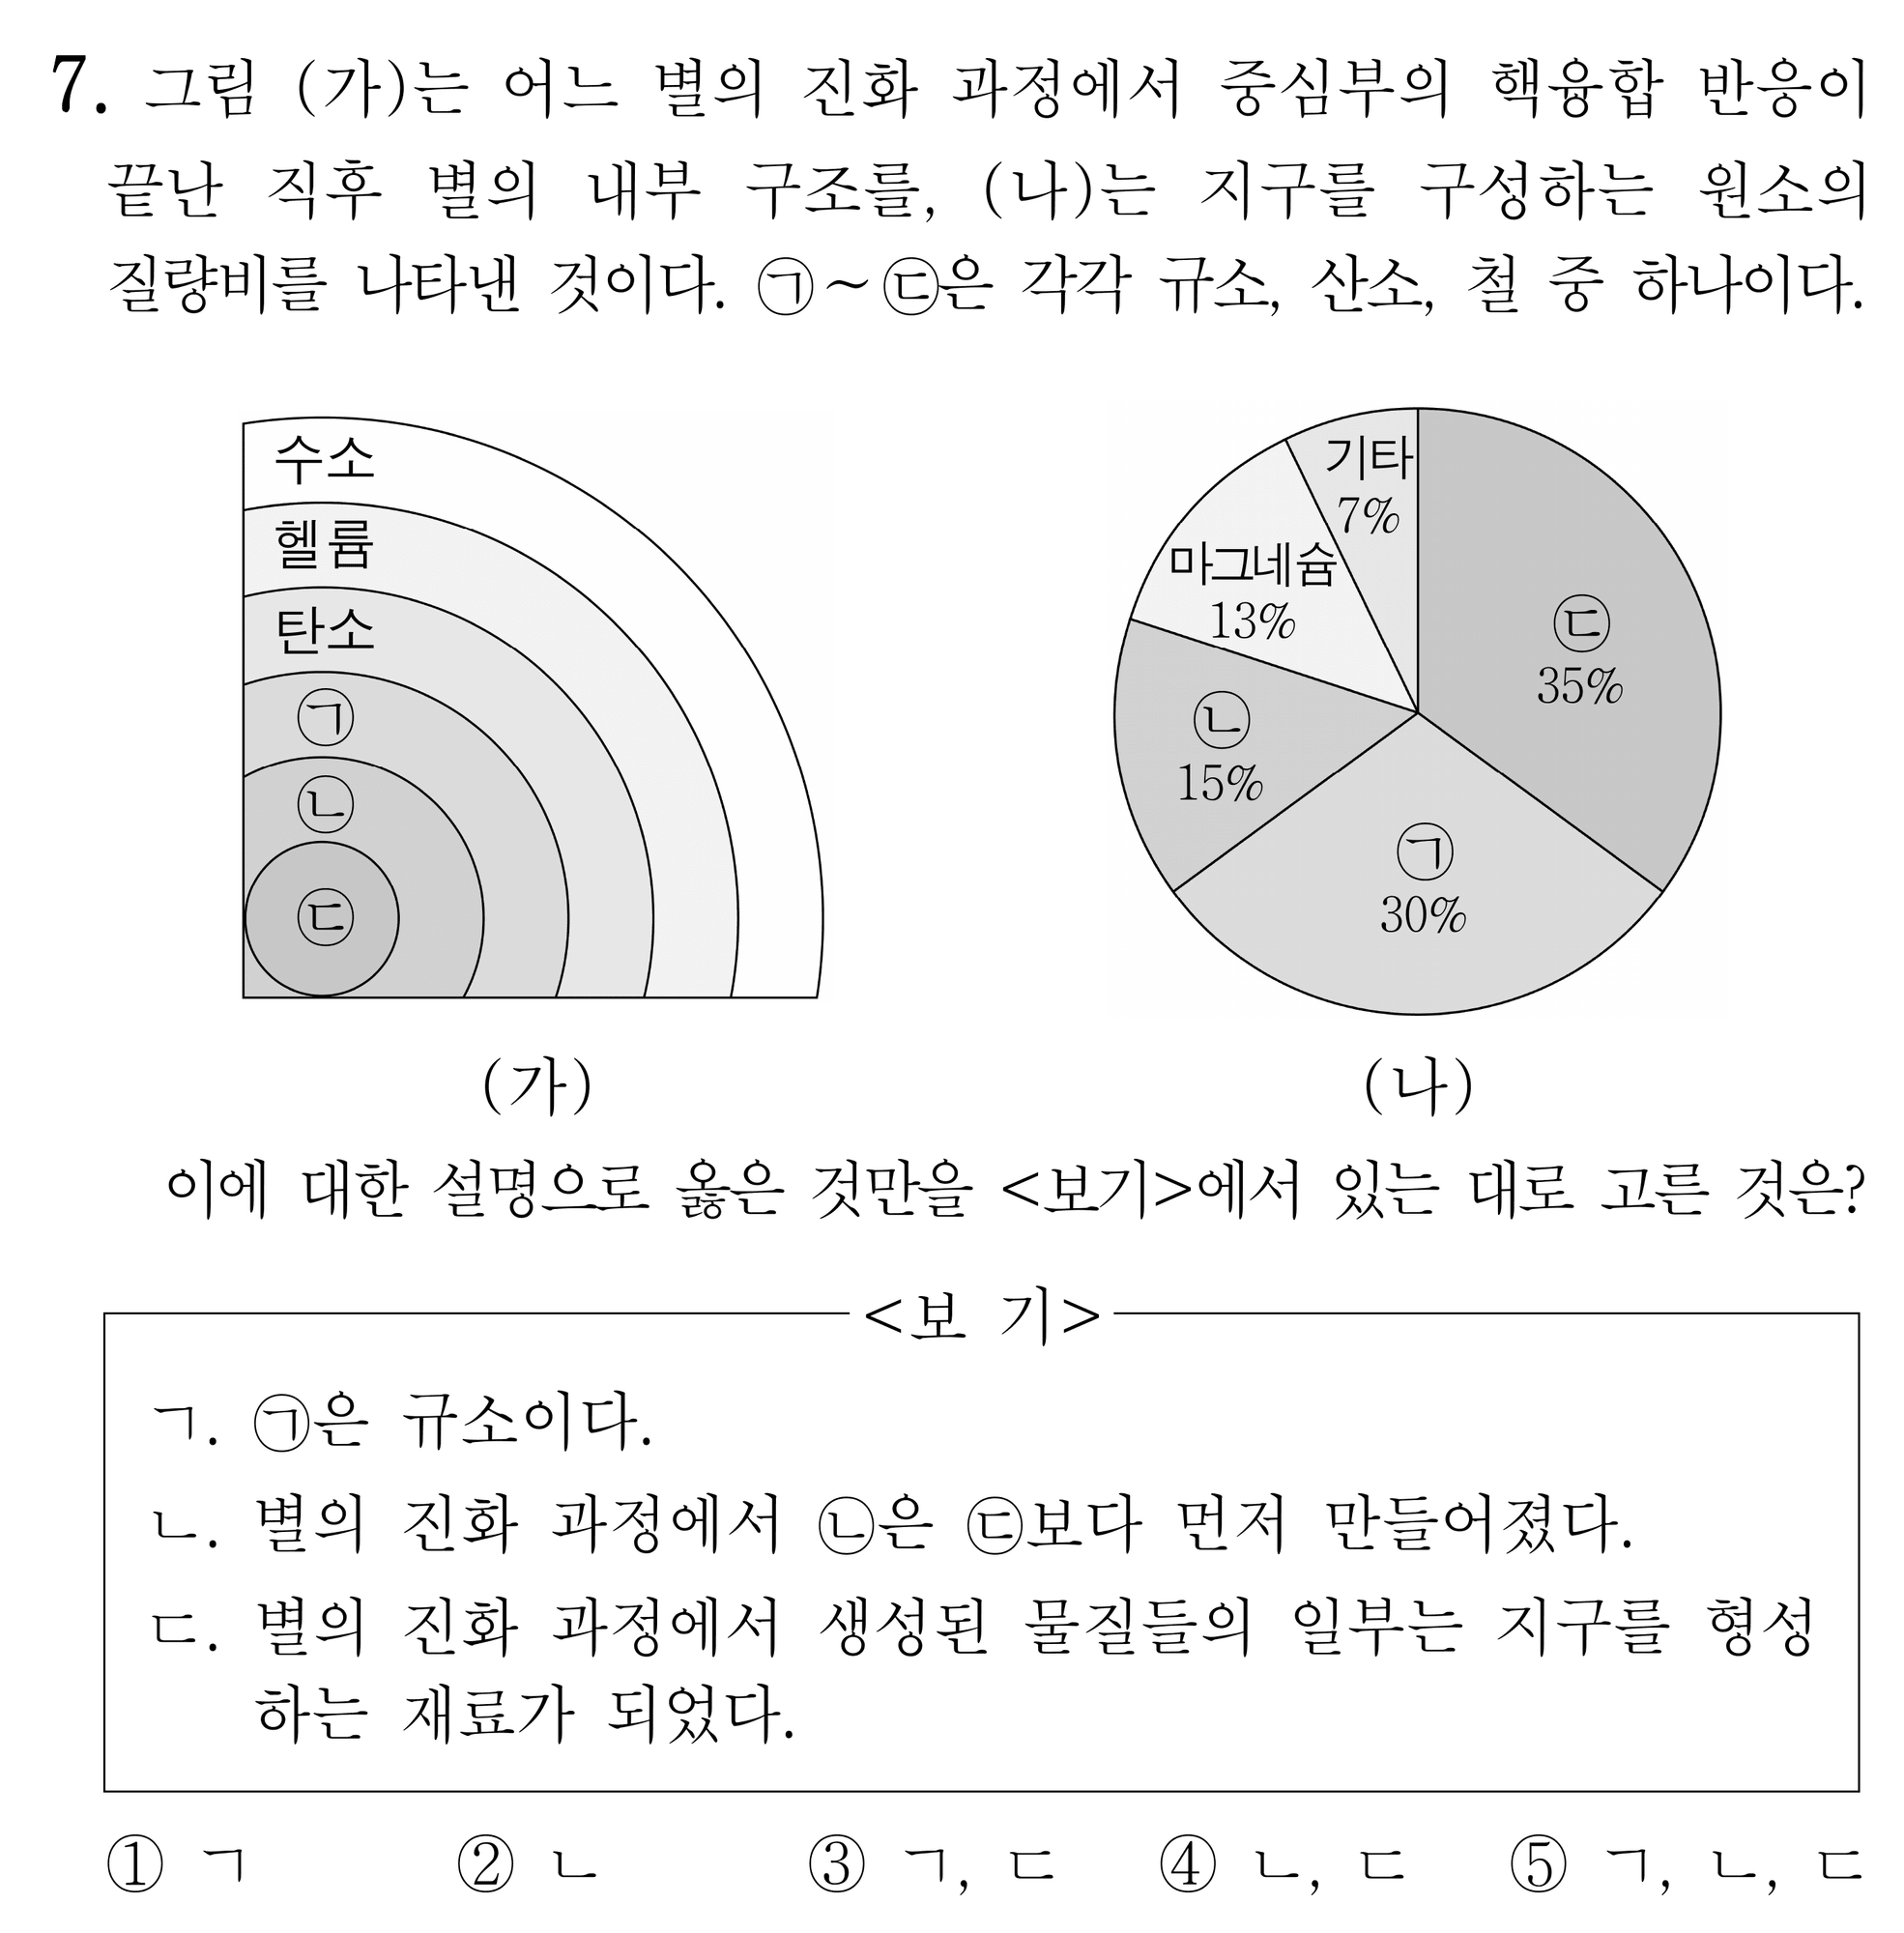 7. 그림 (가)는 어느 별의 진화 과정에서 중심부의 핵융합 반응이
끝난 직후 별의 내부 구조를, (나)는 지구를 구성하는 원소의
질량비를 나타낸 것이다. ㉠~㉢은 각각 규소, 산소, 철 중 하나이다.
수소
헬륨
탄소
㉠
㉡
㉢
(가)
기타
7%
마그네슘
13%
㉢
35%
㉡
15%
㉠
30%
(나)
이에 대한 설명으로 옳은 것만을 <보기>에서 있는 대로 고른 것은?
<보 기>
ㄱ. ㉠은 규소이다.
ㄴ. 별의 진화 과정에서 ㉡은 ㉢보다 먼저 만들어졌다.
ㄷ. 별의 진화 과정에서 생성된 물질들의 일부는 지구를 형성
하는 재료가 되었다.
① ㄱ ② ㄴ ③ ㄱ, ㄷ ④ ㄴ, ㄷ ⑤ ㄱ, ㄴ, ㄷ